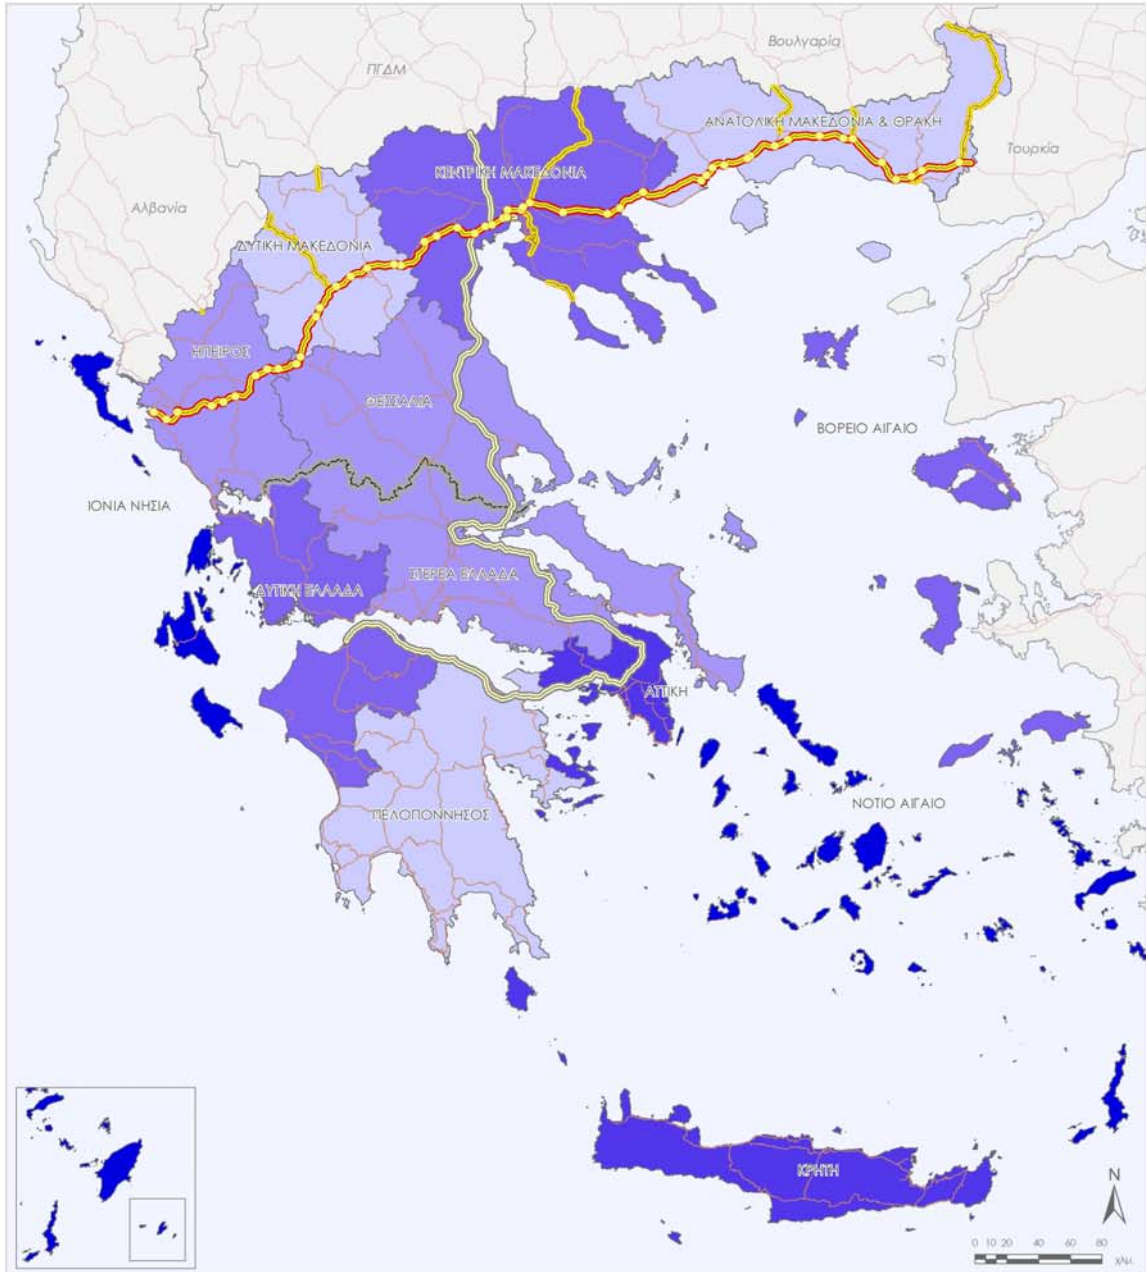 Βουλγαρία
ΠΓΔΜ
ΑΝΑΤΟΛΙΚΗ ΜΑΚΕΔΟΝΙΑ & ΘΡΑΚΗ
Τουρκία
ΚΕΝΤΡΙΚΗ ΜΑΚΕΔΟΝΙΑ
Αλβανία
ΔΥΤΙΚΗ ΜΑΚΕΔΟΝΙΑ
ΗΠΕΙΡΟΣ
ΘΕΣΣΑΛΙΑ
ΒΟΡΕΙΟ ΑΙΓΑΙΟ
ΙΟΝΙΑ ΝΗΣΙΑ
ΣΤΕΡΕΑ ΕΛΛΑΔΑ
ΔΥΤΙΚΗ ΕΛΛΑΔΑ
ΑΤΤΙΚΗ
ΝΟΤΙΟ ΑΙΓΑΙΟ
ΠΕΛΟΠΟΝΝΗΣΟΣ
ΚΡΗΤΗ
N
0 10 20 40 60 80
χλμ.